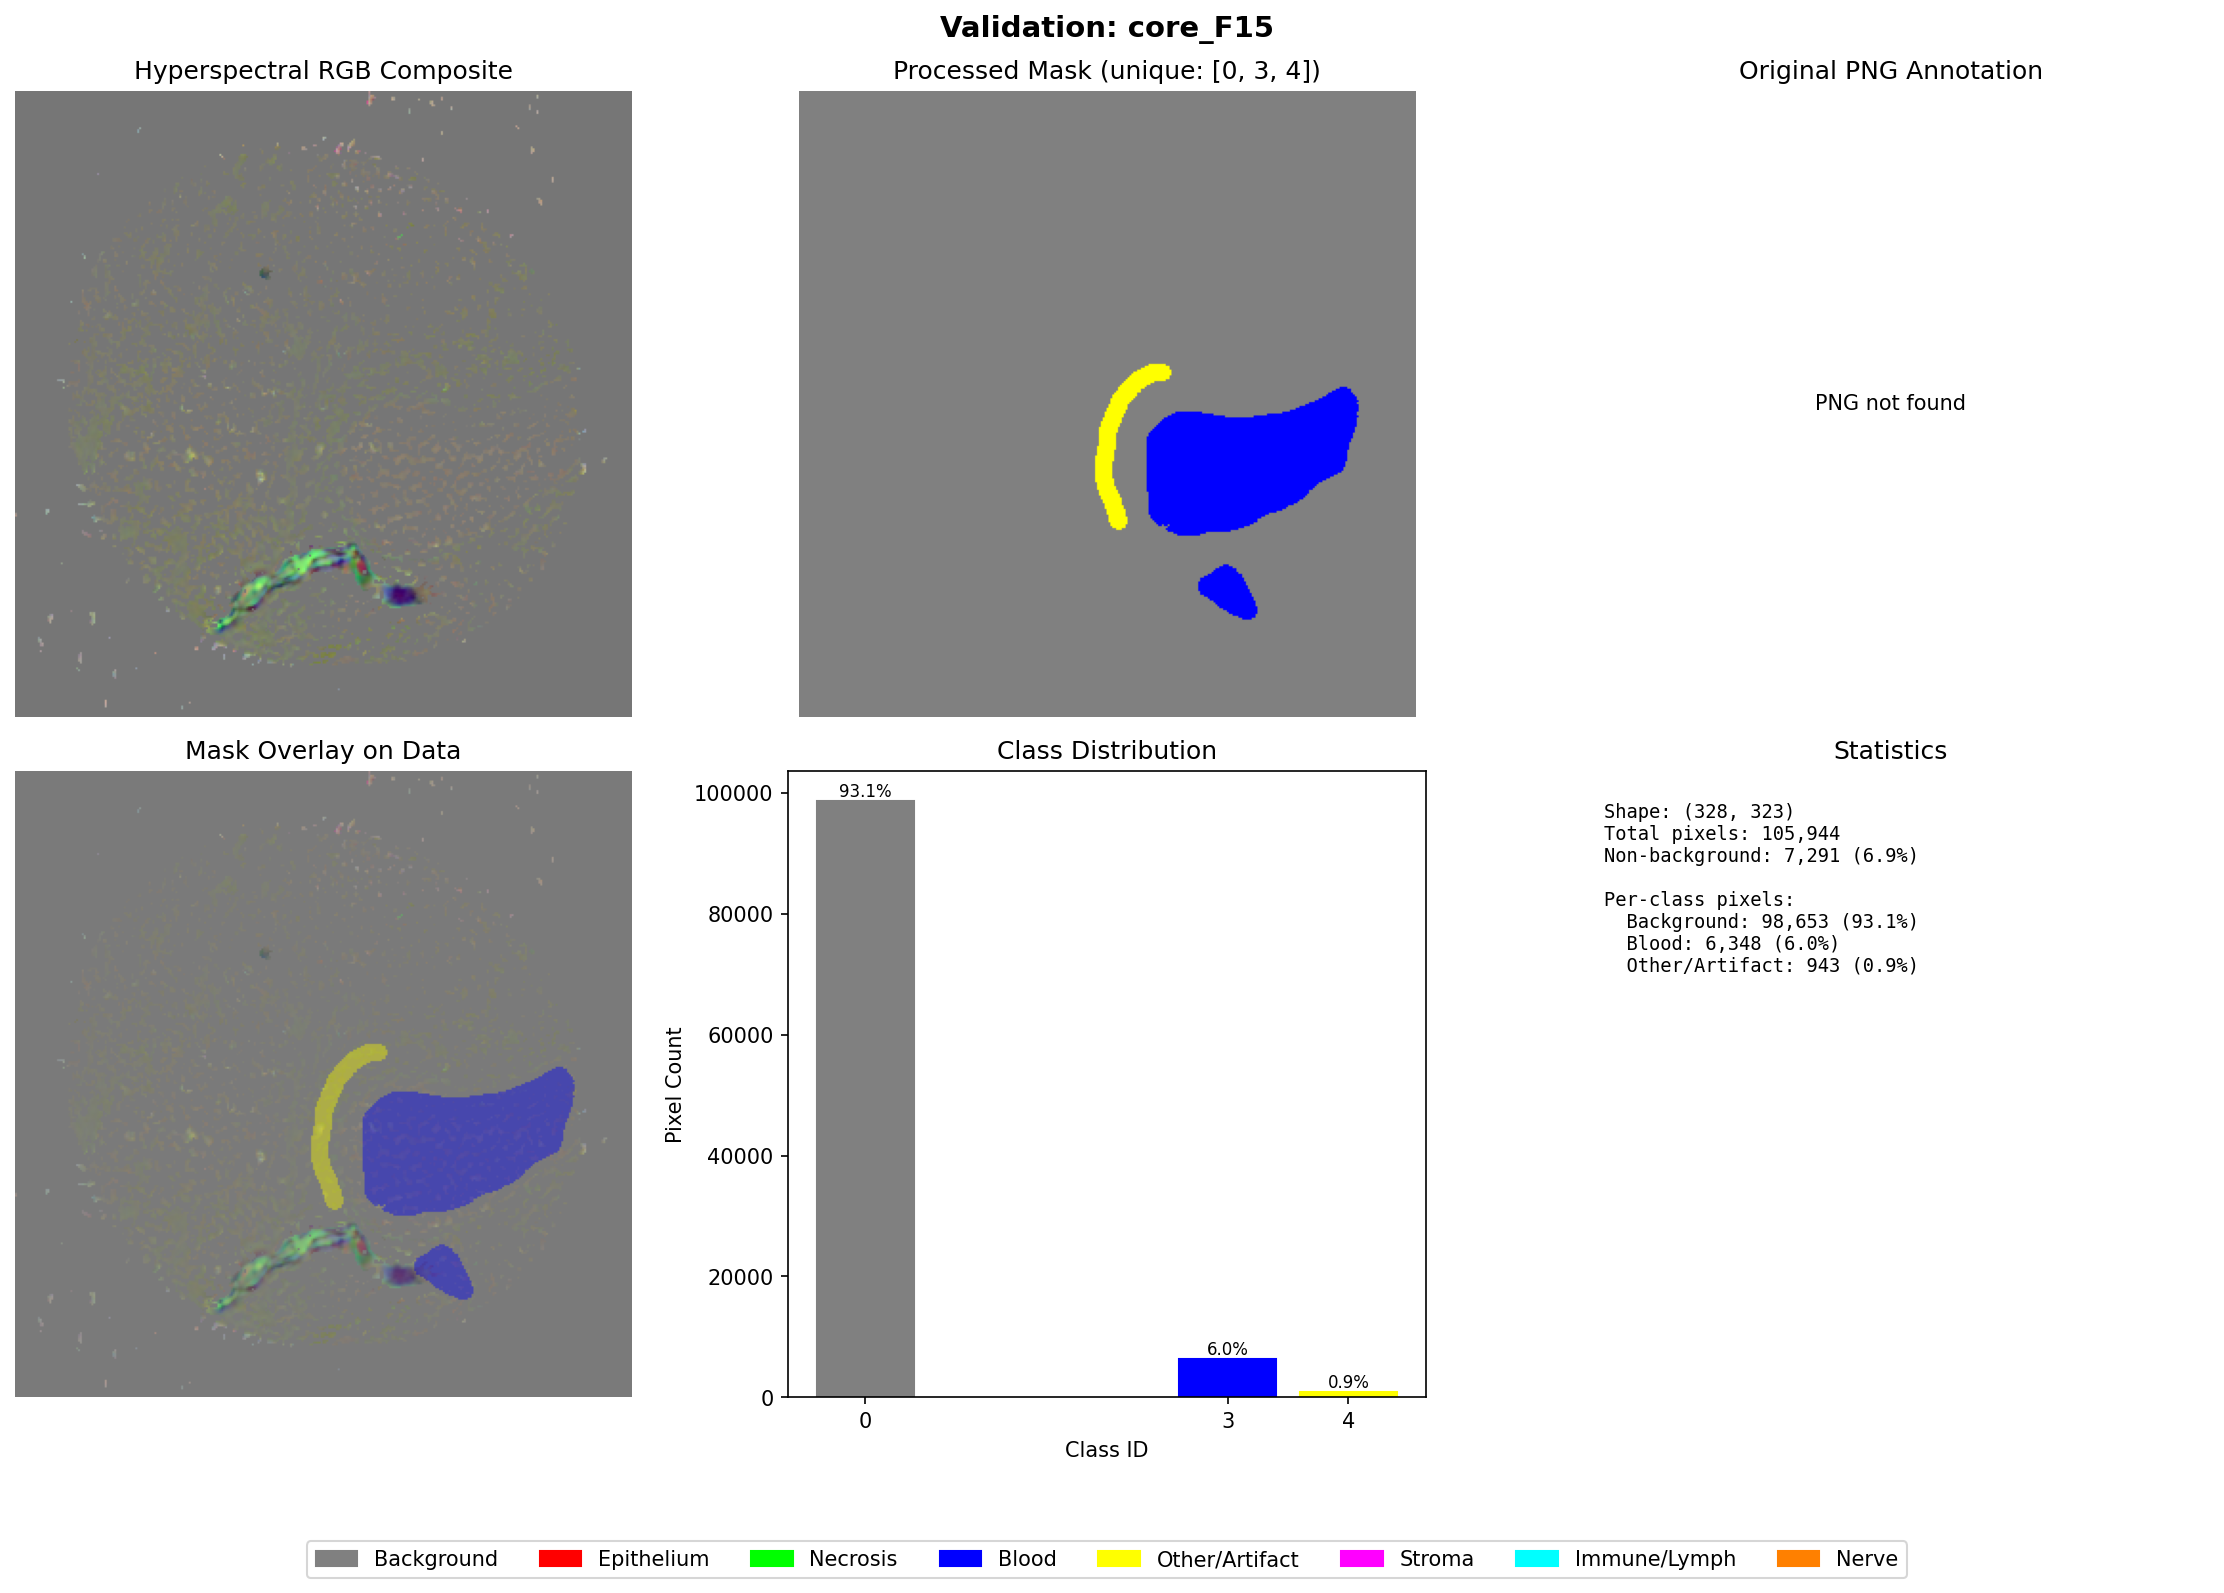 Validation: core_F15
Hyperspectral RGB Composite
Processed Mask (unique: [0, 3, 4])
Original PNG Annotation
PNG not found
Mask Overlay on Data
Class Distribution
100000
80000
60000
40000
20000
0
Pixel Count
93.1%
6.0%
0.9%
0
3
4
Class ID
Statistics
Shape: (328, 323)
Total pixels: 105,944
Non-background: 7,291 (6.9%)
Per-class pixels:
Background: 98,653 (93.1%)
Blood: 6,348 (6.0%)
Other/Artifact: 943 (0.9%)
Background
Epithelium
Necrosis
Blood
Other/Artifact
Stroma
Immune/Lymph
Nerve